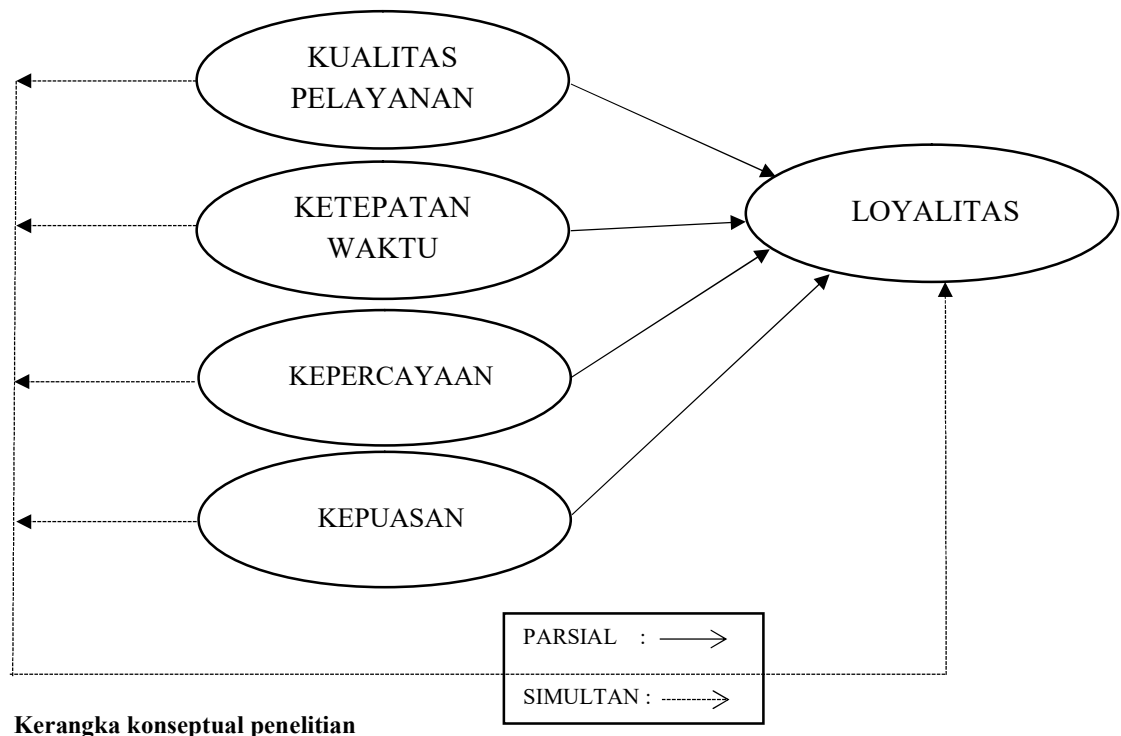 KUALITAS
PELAYANAN
KETEPATAN
WAKTU
LOYALITAS
KEPERCAYAAN
KEPUASAN
PARSIAL :
SIMULTAN :
Kerangka konseptual penelitian